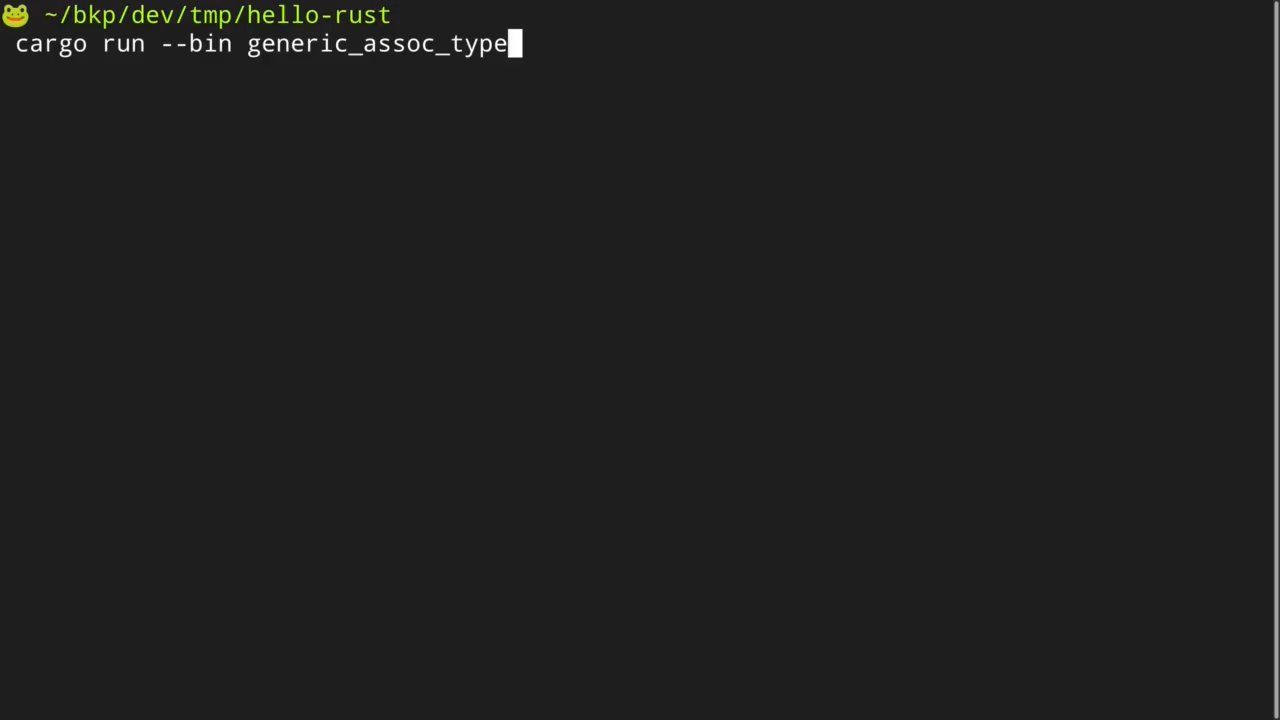 🐸 ~/bkp/dev/tmp/hello-rust
cargo run --bin generic_assoc_type